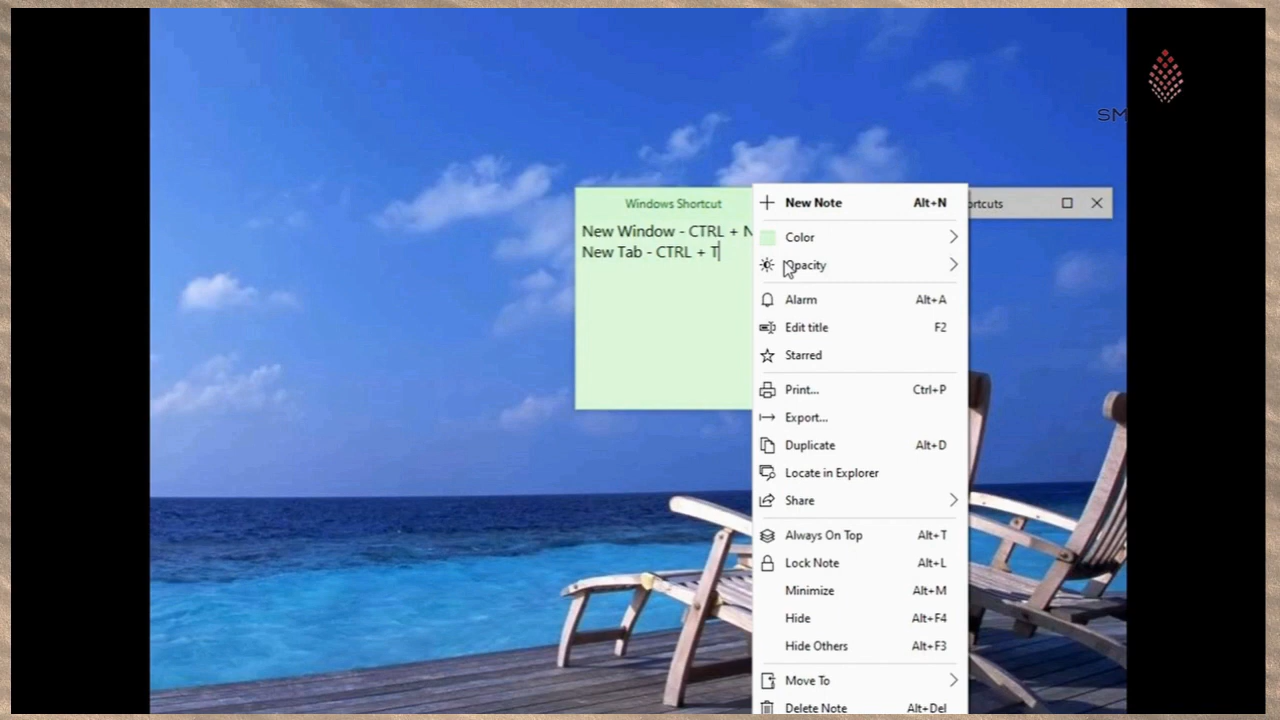 SM
Windows Shortcut
ortcuts
New Window - CTRL + N
New Tab - CTRL + T
New Note Alt+N
Color
Opacity
Alarm Alt+A
Edit title F2
Starred
Print... Ctrl+P
Export...
Duplicate Alt+D
Locate in Explorer
Share
Always On Top Alt+T
Lock Note Alt+L
Minimize Alt+M
Hide Alt+F4
Hide Others Alt+F3
Move To
Delete Note Alt+Del